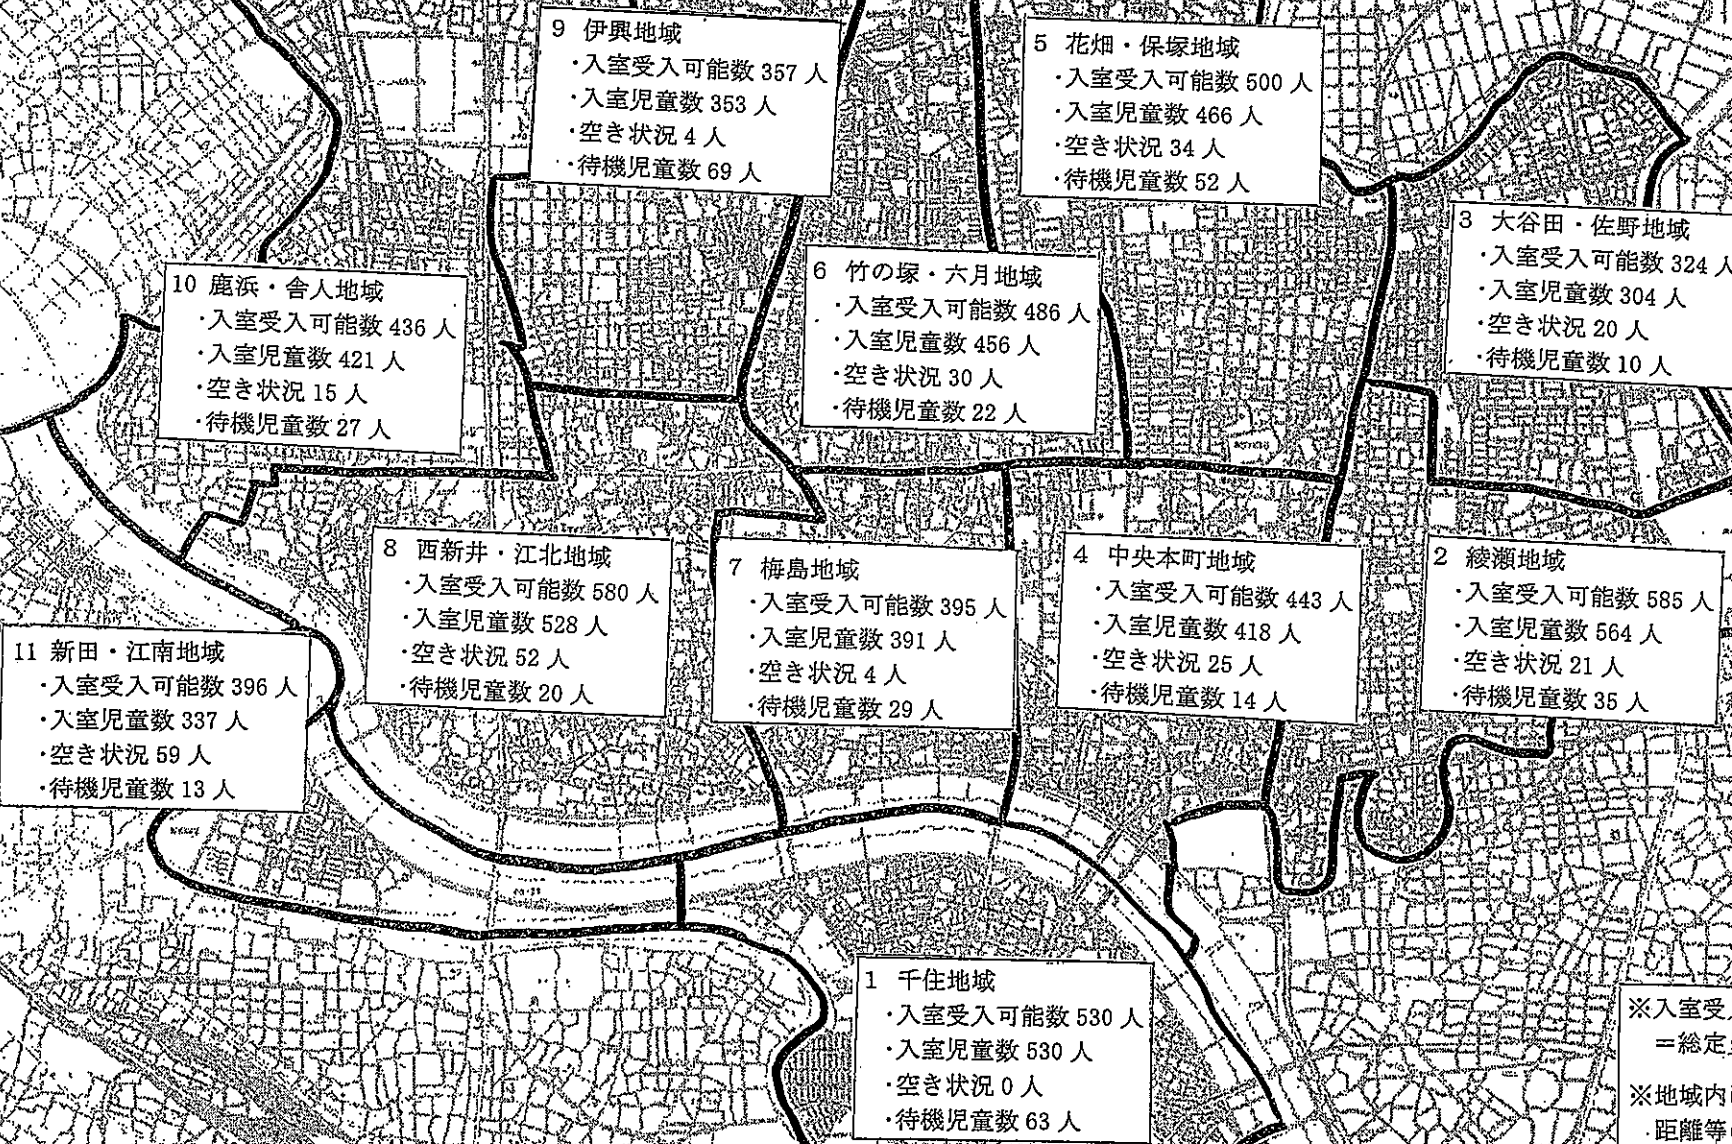 9 伊興地域
・入室受入可能数 357 人
・入室児童数 353 人
・空き状況 4 人
・待機児童数 69 人
5 花畑・保塚地域
・入室受入可能数 500 人
・入室児童数 466 人
・空き状況 34 人
・待機児童数 52 人
3 大谷田・佐野地域
・入室受入可能数 324 人
・入室児童数 304 人
・空き状況 20 人
・待機児童数 10 人
10 鹿浜・舎人地域
・入室受入可能数 436 人
・入室児童数 421 人
・空き状況 15 人
・待機児童数 27 人
6 竹の塚・六月地域
・入室受入可能数 486 人
・入室児童数 456 人
・空き状況 30 人
・待機児童数 22 人
8 西新井・江北地域
・入室受入可能数 580 人
・入室児童数 528 人
・空き状況 52 人
・待機児童数 20 人
7 梅島地域
・入室受入可能数 395 人
・入室児童数 391 人
・空き状況 4 人
・待機児童数 29 人
4 中央本町地域
・入室受入可能数 443 人
・入室児童数 418 人
・空き状況 25 人
・待機児童数 14 人
2 綾瀬地域
・入室受入可能数 585 人
・入室児童数 564 人
・空き状況 21 人
・待機児童数 35 人
11 新田・江南地域
・入室受入可能数 396 人
・入室児童数 337 人
・空き状況 59 人
・待機児童数 13 人
1 千住地域
・入室受入可能数 530 人
・入室児童数 530 人
・空き状況 0 人
・待機児童数 63 人
※入室受
＝総定
※地域内
距離等